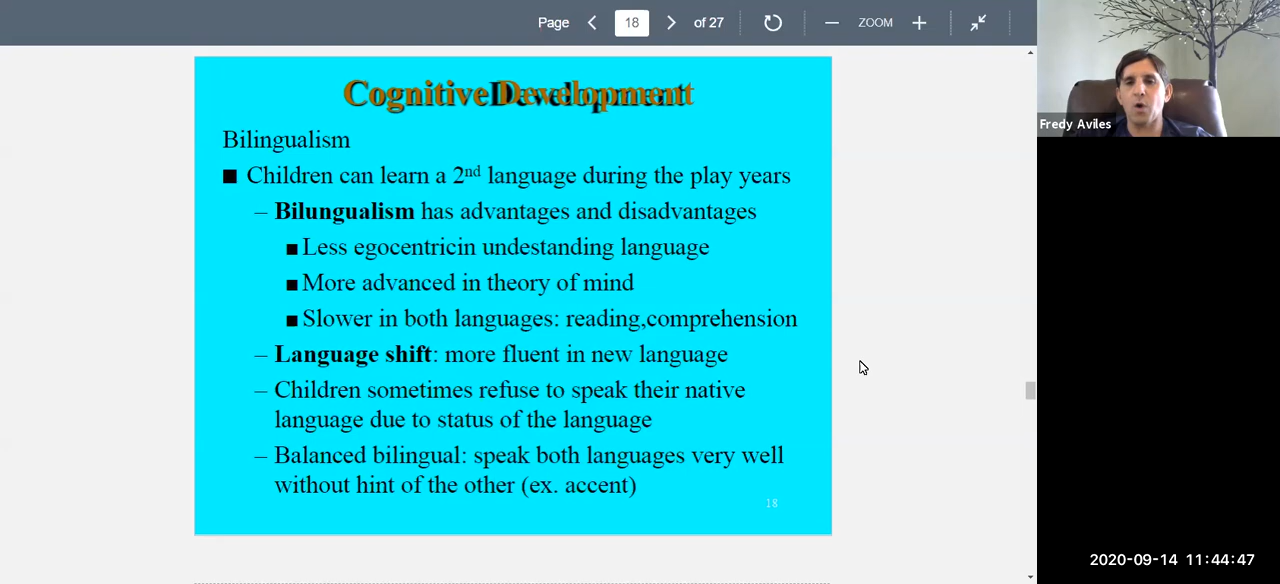 Page 18 of 27 ZOOM
Cognitive Development
Bilingualism
Children can learn a 2nd language during the play years
– Bilungualism has advantages and disadvantages
Less egocentricin undestanding language
More advanced in theory of mind
Slower in both languages: reading,comprehension
– Language shift: more fluent in new language
– Children sometimes refuse to speak their native
language due to status of the language
– Balanced bilingual: speak both languages very well
without hint of the other (ex. accent)
18
Fredy Aviles
2020-09-14 11:44:47